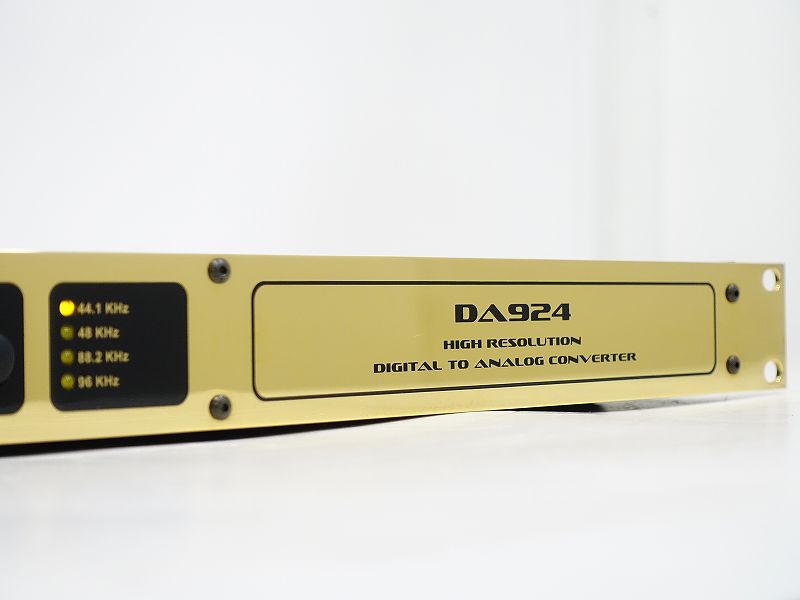 44.1 KHz
48 KHz
88.2 KHz
96 KHz
DA924
HIGH RESOLUTION
DIGITAL TO ANALOG CONVERTER